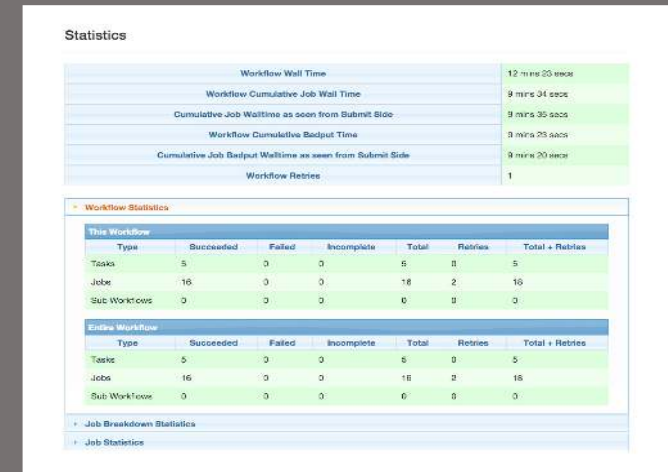 Statistics
Workflow Wall Time 12 mins 23 secs
Workflow Cumulative Job Wall Time 9 mins 34 secs
Cumulative Job Walltime as seen from Submit Side 9 mins 35 secs
Workflow Cumulative Badput Time 9 mins 23 secs
Cumulative Job Badput Walltime as seen from Submit Side 9 mins 20 secs
Workflow Retries 1
Workflow Statistics
This Workflow
Type Succeeded Failed Incomplete Total Retries Total + Retries
Tasks 5 0 0 5 0 5
Jobs 16 0 0 16 2 18
Sub Workflows 0 0 0 0 0 0
Entire Workflow
Type Succeeded Failed Incomplete Total Retries Total + Retries
Tasks 5 0 0 5 0 5
Jobs 16 0 0 16 2 18
Sub Workflows 0 0 0 0 0 0
Job Breakdown Statistics
Job Statistics